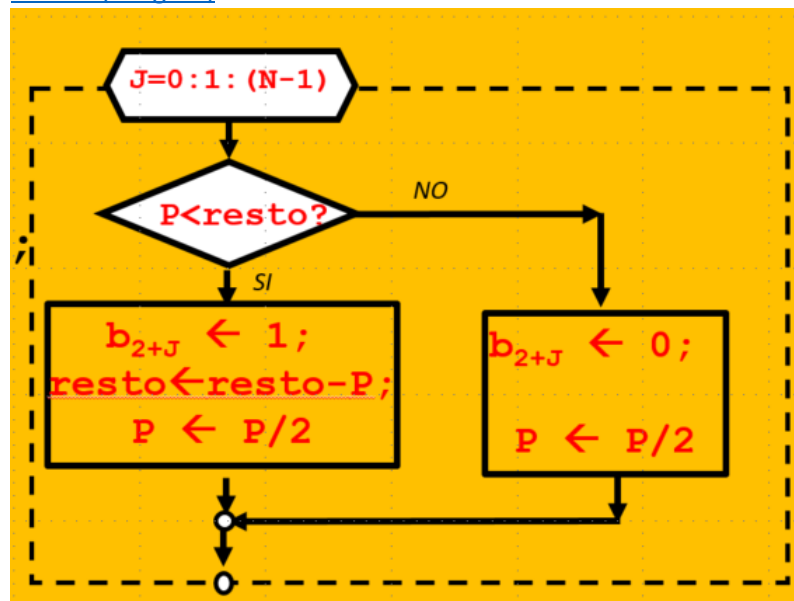 J=0:1:(N-1)
P<resto?
NO
;
SI
b2+J ← 1;
resto←resto-P;
P ← P/2
b2+J ← 0;
P ← P/2